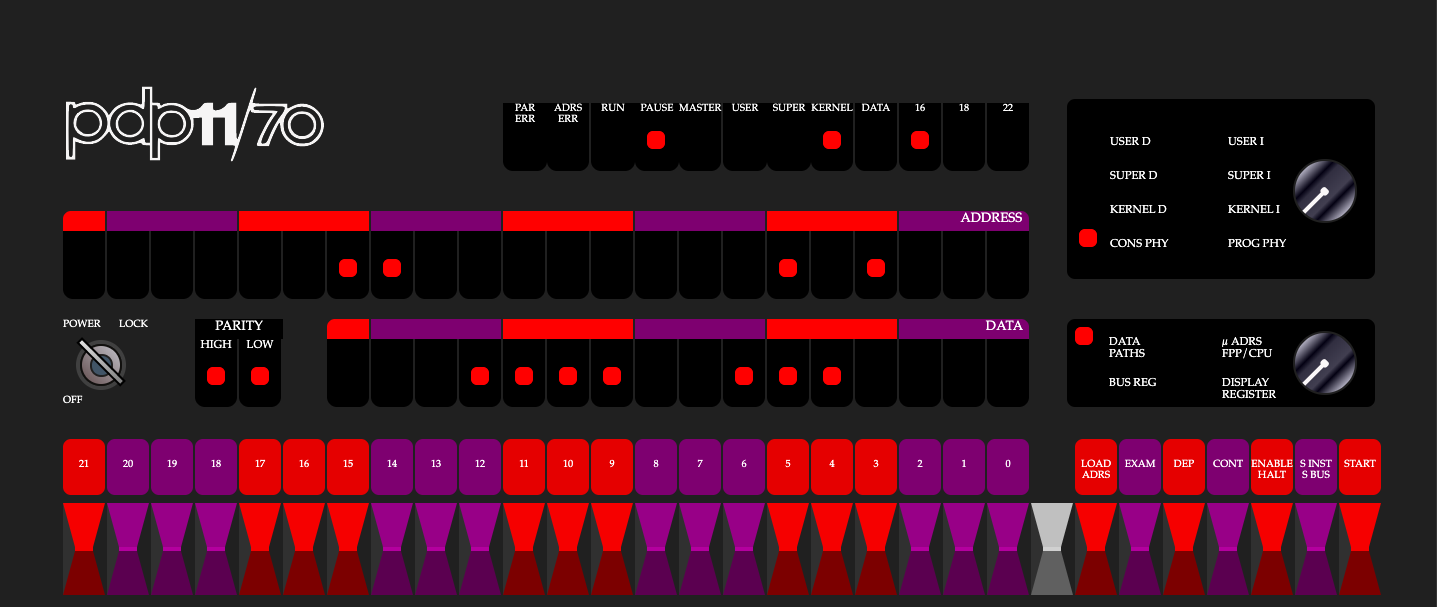 pdp11/70
PAR ERR ADRS ERR RUN PAUSE MASTER USER SUPER KERNEL DATA 16 18 22
USER D USER I
SUPER D SUPER I
KERNEL D KERNEL I
CONS PHY PROG PHY
ADDRESS
POWER LOCK
OFF
PARITY
HIGH LOW
DATA
DATA PATHS
µ ADRS FPP/CPU
BUS REG
DISPLAY REGISTER
21 20 19 18 17 16 15 14 13 12 11 10 9 8 7 6 5 4 3 2 1 0
LOAD ADRS EXAM DEP CONT ENABLE HALT S INST S BUS START